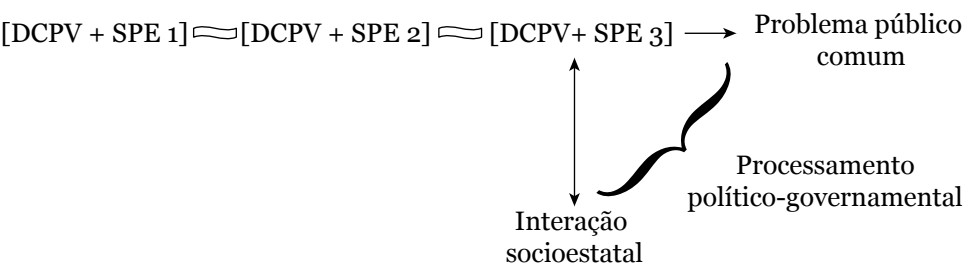 [DCPV + SPE 1] [DCPV + SPE 2] [DCPV+ SPE 3]
Problema público
comum
Processamento
político-governamental
Interação
socioestatal